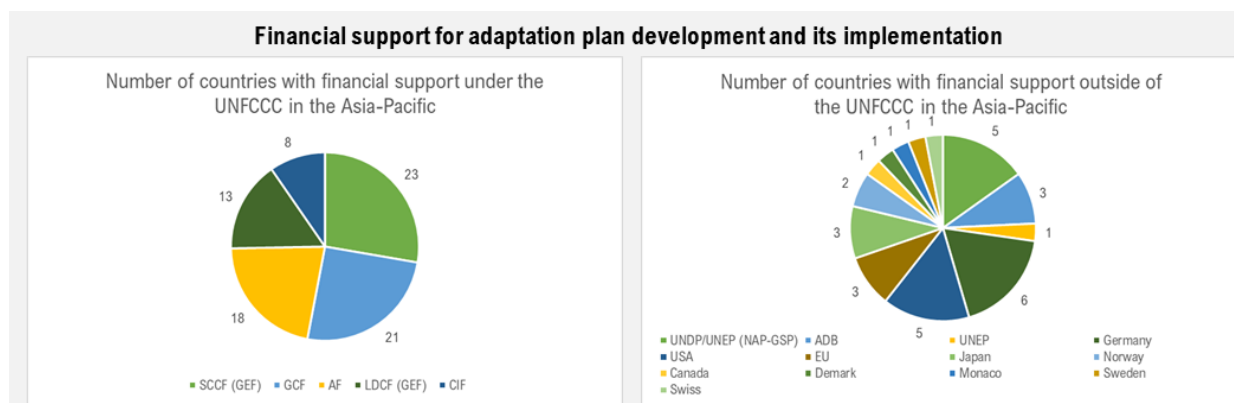 Financial support for adaptation plan development and its implementation
Number of countries with financial support under the
UNFCCC in the Asia-Pacific
8
23
13
18
21
SCCF (GEF) GCF AF LDCF (GEF) CIF
Number of countries with financial support outside of
the UNFCCC in the Asia-Pacific
1
1
1
1
1
5
2
3
3
1
3
6
5
UNDP/UNEP (NAP-GSP) ADB UNEP Germany
USA EU Japan Norway
Canada Demark Monaco Sweden
Swiss